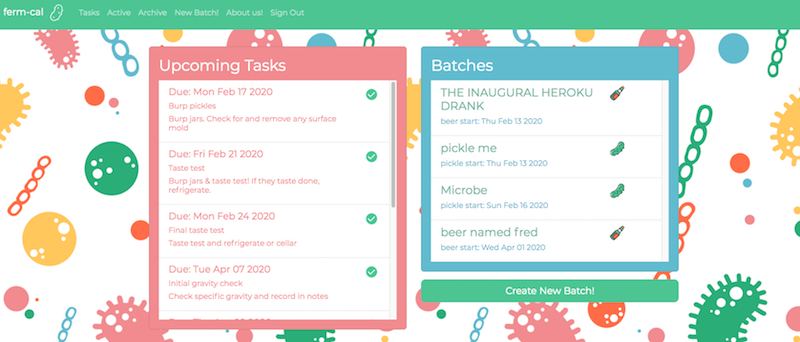 ferm-cal Tasks Active Archive New Batch! About us! Sign Out
Upcoming Tasks
Due: Mon Feb 17 2020
Burp pickles
Burp jars. Check for and remove any surface
mold
Due: Fri Feb 21 2020
Taste test
Burp jars & taste test! If they taste done,
refrigerate.
Due: Mon Feb 24 2020
Final taste test
Taste test and refrigerate or cellar
Due: Tue Apr 07 2020
Initial gravity check
Check specific gravity and record in notes
Batches
THE INAUGURAL HEROKU
DRANK
beer start: Thu Feb 13 2020
pickle me
pickle start: Thu Feb 13 2020
Microbe
pickle start: Sun Feb 16 2020
beer named fred
beer start: Wed Apr 01 2020
Create New Batch!